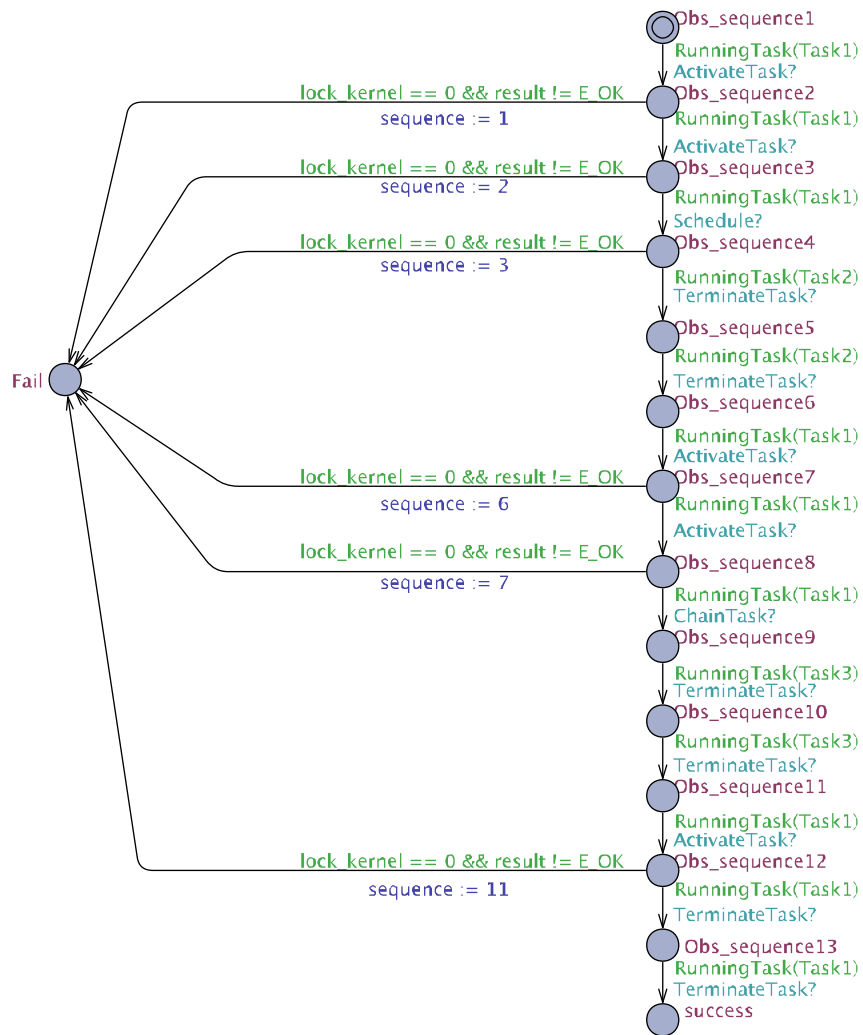 Obs_sequence1
RunningTask(Task1)
ActivateTask?
lock_kernel == 0 && result != E_OK
Obs_sequence2
sequence := 1
RunningTask(Task1)
ActivateTask?
lock_kernel == 0 && result != E_OK
Obs_sequence3
sequence := 2
RunningTask(Task1)
Schedule?
lock_kernel == 0 && result != E_OK
Obs_sequence4
sequence := 3
RunningTask(Task2)
TerminateTask?
Obs_sequence5
RunningTask(Task2)
Fail
TerminateTask?
Obs_sequence6
RunningTask(Task1)
ActivateTask?
lock_kernel == 0 && result != E_OK
Obs_sequence7
sequence := 6
RunningTask(Task1)
ActivateTask?
lock_kernel == 0 && result != E_OK
Obs_sequence8
sequence := 7
RunningTask(Task1)
ChainTask?
Obs_sequence9
RunningTask(Task3)
TerminateTask?
Obs_sequence10
RunningTask(Task3)
TerminateTask?
Obs_sequence11
RunningTask(Task1)
ActivateTask?
lock_kernel == 0 && result != E_OK
Obs_sequence12
sequence := 11
RunningTask(Task1)
TerminateTask?
Obs_sequence13
RunningTask(Task1)
TerminateTask?
success